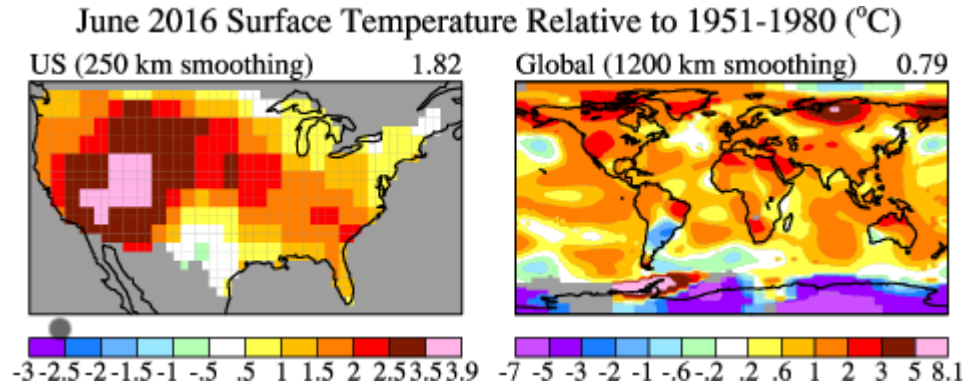 June 2016 Surface Temperature Relative to 1951-1980 (°C)
US (250 km smoothing) 1.82
Global (1200 km smoothing) 0.79
-3 -2.5 -2 -1.5 -1 -.5 .5 1 1.5 2 2.5 3.5 3.9
-7 -5 -3 -2 -1 -.6 -.2 .2 .6 1 2 3 5 8.1